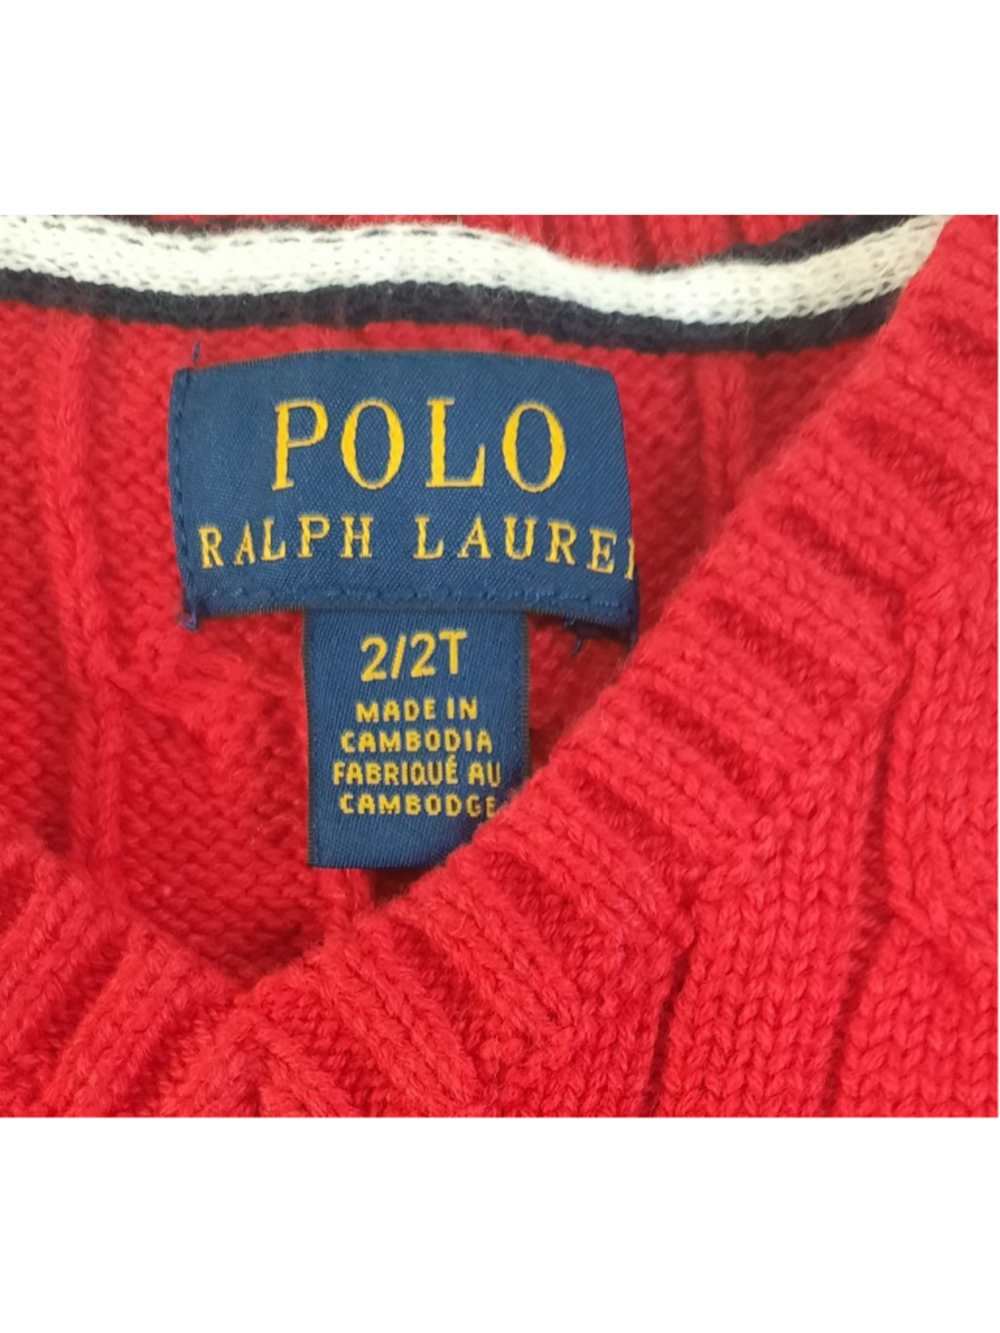 POLO
RALPH LAUREN
2/2T
MADE IN
CAMBODIA
FABRIQUÉ AU
CAMBODGE